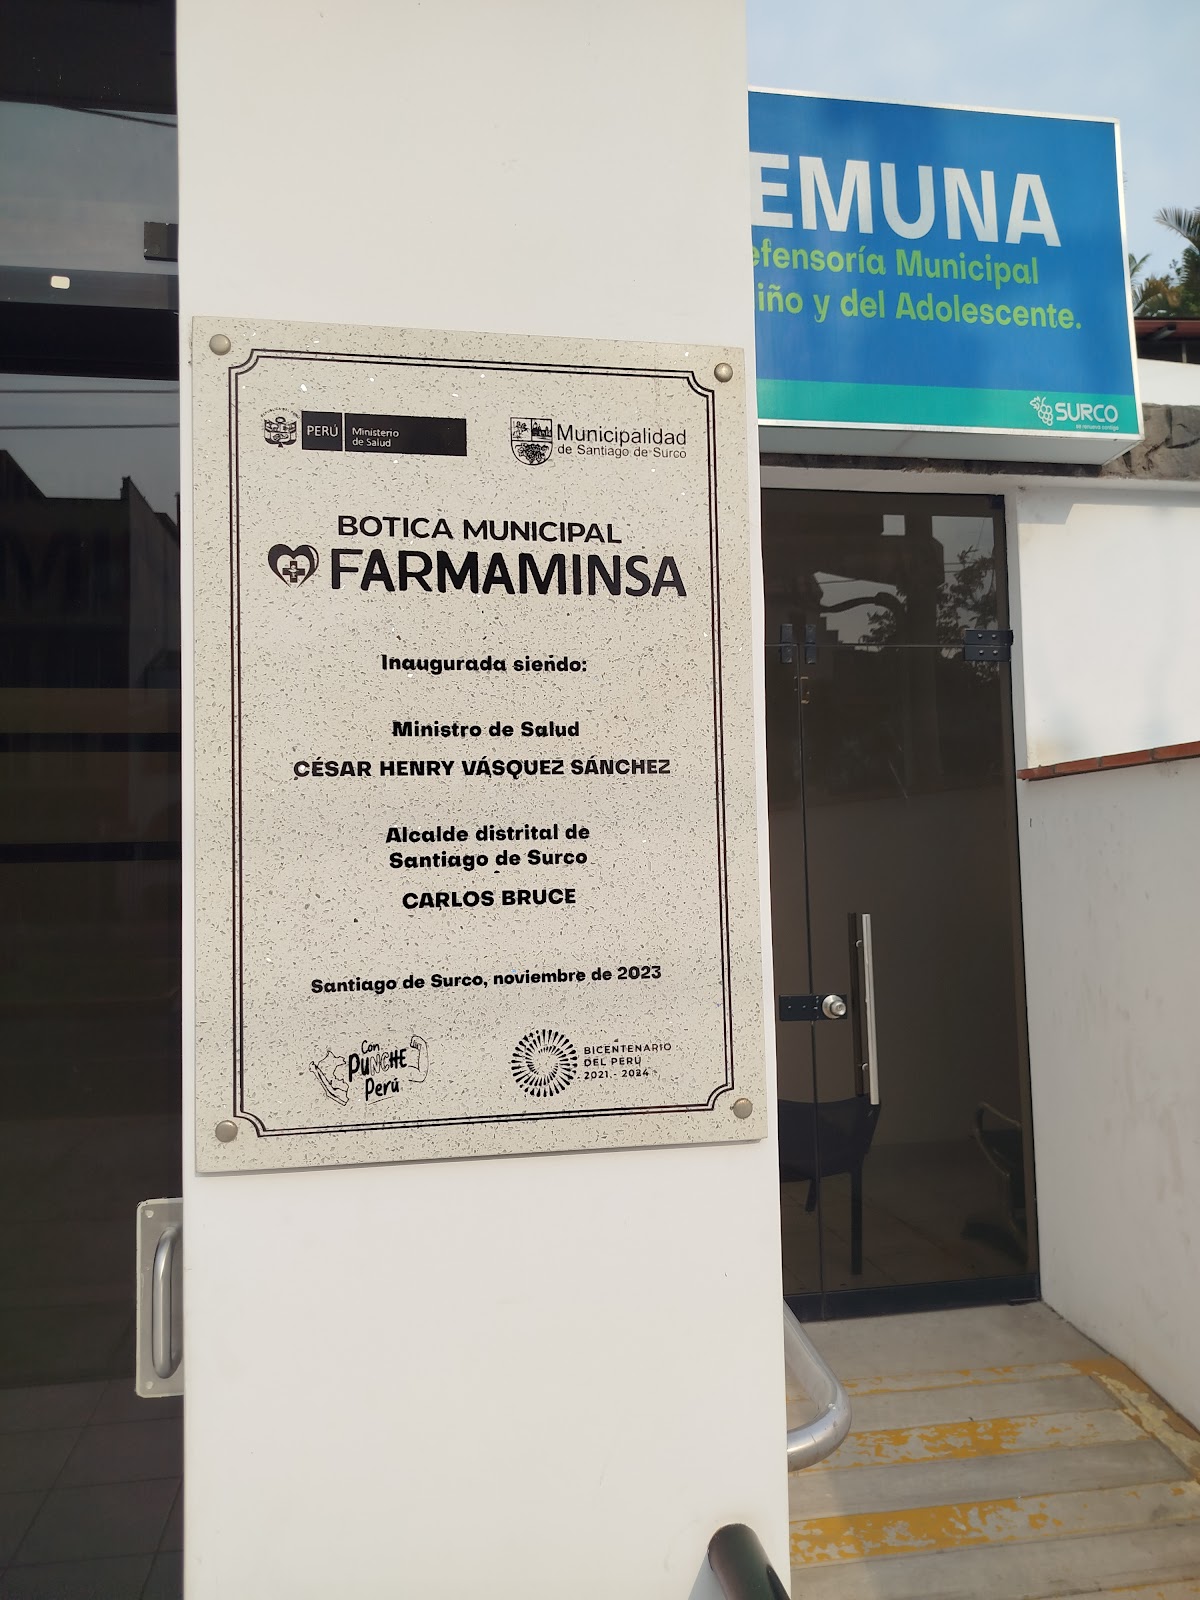 EMUNA
efensoría Municipal
iño y del Adolescente.
SURCO
PERÚ
Ministerio
de Salud
Municipalidad
de Santiago de Surco
BOTICA MUNICIPAL
FARMAMINSA
Inaugurada siendo:
Ministro de Salud
CÉSAR HENRY VÁSQUEZ SÁNCHEZ
Alcalde distrital de
Santiago de Surco
CARLOS BRUCE
Santiago de Surco, noviembre de 2023
Con
PUNCHE
Perú
BICENTENARIO
DEL PERÚ
2021 - 2024